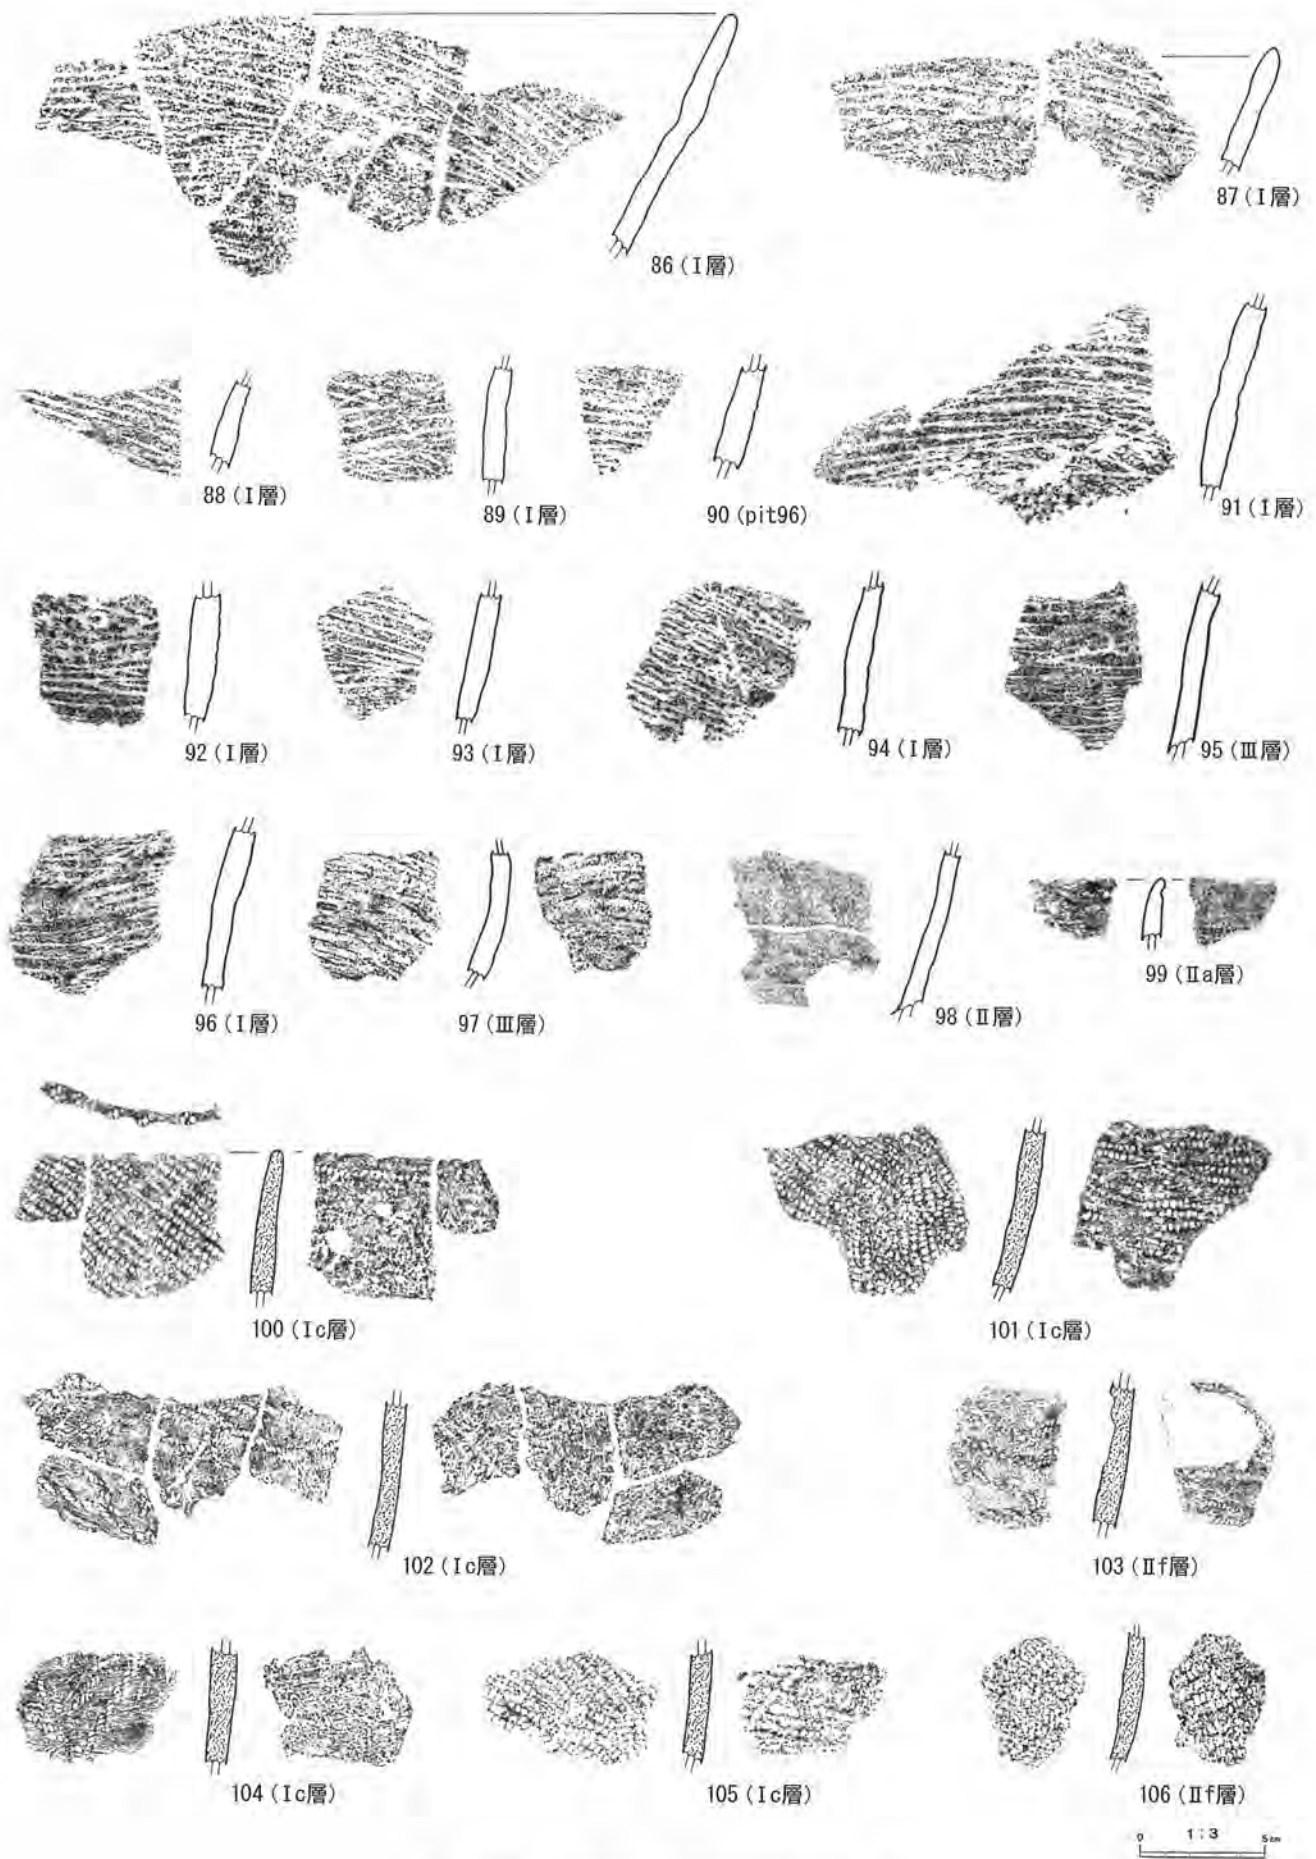 86 (Ⅰ層)
87 (Ⅰ層)
88 (Ⅰ層)
89 (Ⅰ層)
90 (pit96)
91 (Ⅰ層)
92 (Ⅰ層)
93 (Ⅰ層)
94 (Ⅰ層)
95 (Ⅲ層)
96 (Ⅰ層)
97 (Ⅲ層)
98 (Ⅱ層)
99 (Ⅱa層)
100 (Ⅰc層)
101 (Ⅰc層)
102 (Ⅰc層)
103 (Ⅱf層)
104 (Ⅰc層)
105 (Ⅰc層)
106 (Ⅱf層)
0 1:3 5cm